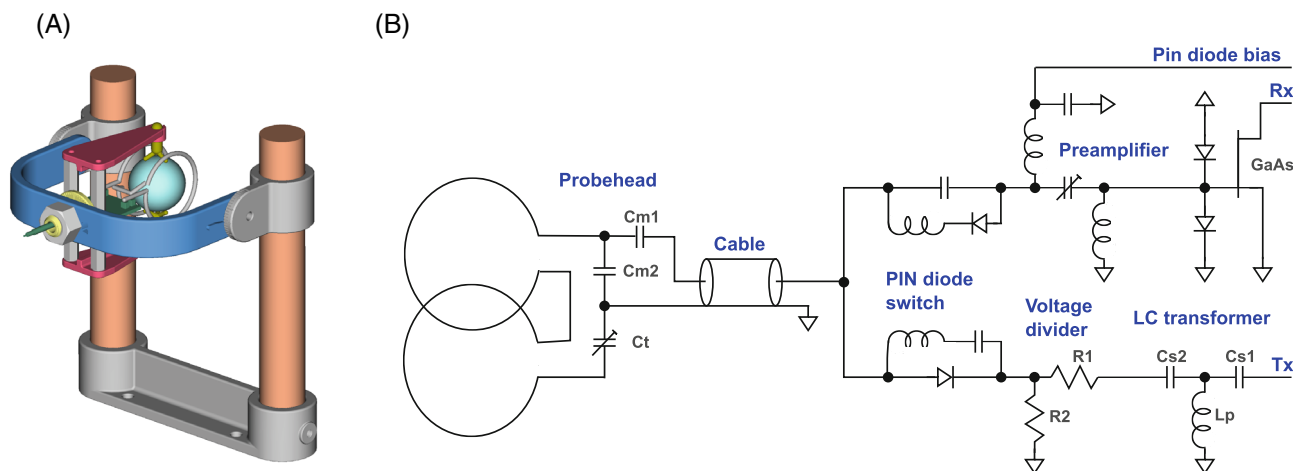 (A)
(B)
Pin diode bias
Rx
Preamplifier
GaAs
Probehead
Cm1
Cable
Cm2
PIN diode
switch
Voltage
divider
LC transformer
Ct
R1
Cs2
Cs1
Tx
R2
Lp